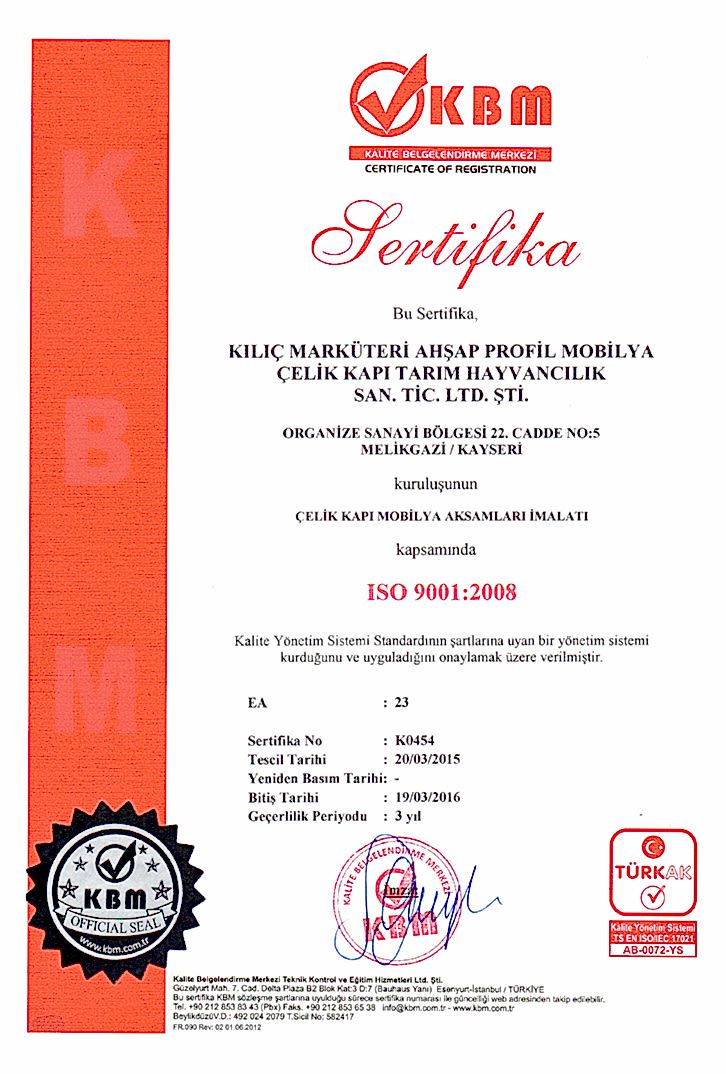 K
B
M
KBM
KALİTE BELGELENDİRME MERKEZİ
CERTIFICATE OF REGISTRATION
Sertifika
Bu Sertifika,
KILIÇ MARKÜTERİ AHŞAP PROFİL MOBİLYA
ÇELİK KAPI TARIM HAYVANCILIK
SAN. TİC. LTD. ŞTİ.
ORGANİZE SANAYİ BÖLGESİ 22. CADDE NO:5
MELİKGAZİ / KAYSERİ
kuruluşunun
ÇELİK KAPI MOBİLYA AKSAMLARI İMALATI
kapsamında
ISO 9001:2008
Kalite Yönetim Sistemi Standardının şartlarına uyan bir yönetim sistemi
kurduğunu ve uyguladığını onaylamak üzere verilmiştir.
EA : 23
Sertifika No : K0454
Tescil Tarihi : 20/03/2015
Yeniden Basım Tarihi: -
Bitiş Tarihi : 19/03/2016
Geçerlilik Periyodu : 3 yıl
KBM
OFFICIAL SEAL
www.kbm.com.tr
KALİTE BELGELENDİRME MERKEZİ
İmza
KBM
TÜRKAK
Kalite Yönetim Sistemi
TS EN ISO/IEC 17021
AB-0072-YS
Kalite Belgelendirme Merkezi Teknik Kontrol ve Eğitim Hizmetleri Ltd. Şti.
Güzelyurt Mah. 7. Cad. Delta Plaza B2 Blok Kat:3 D:7 (Bauhaus Yanı) Esenyurt-İstanbul / TÜRKİYE
Bu sertifika KBM sözleşme şartlarına uyulduğu sürece sertifika numarası ile güncelliği web adresinden takip edilebilir.
Tel. +90 212 853 83 43 (Pbx) Faks. +90 212 853 65 38 info@kbm.com.tr - www.kbm.com.tr
BeylikdüzüV.D.: 492 024 2079 T.Sicil No: 582417
FR.090 Rev: 02 01.06.2012